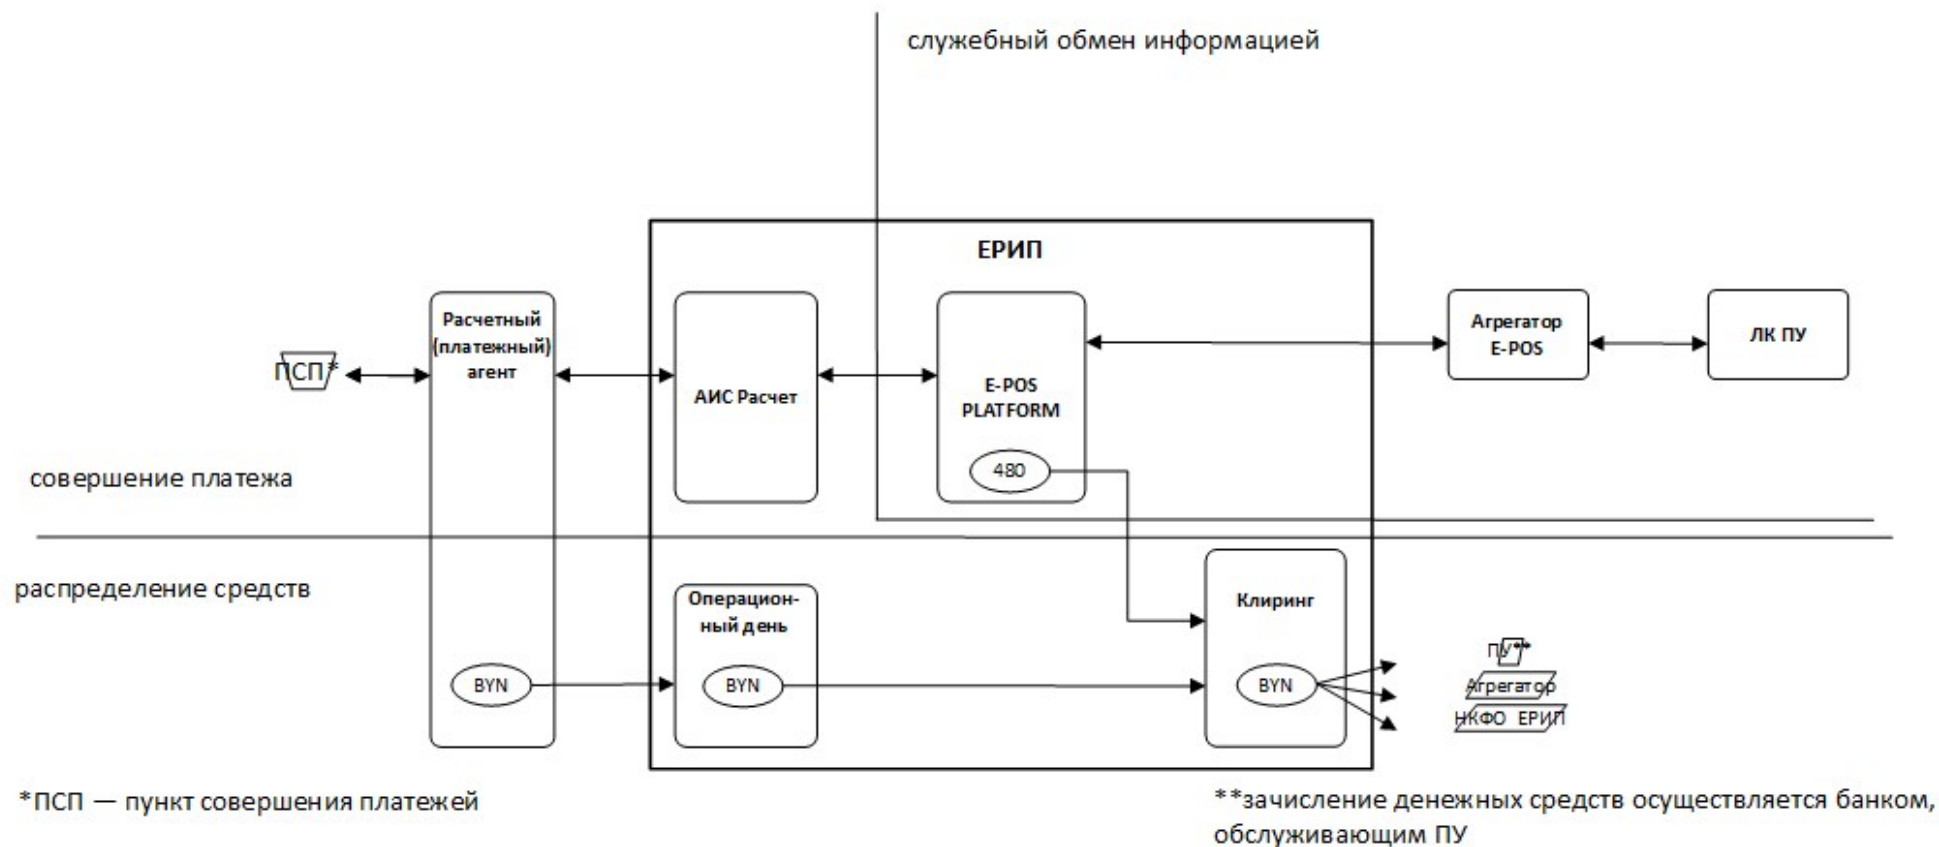 служебный обмен информацией
ЕРИП
Расчетный
(платежный)
агент
ПСП*
АИС Расчет
E-POS
PLATFORM
480
Агрегатор
E-POS
ЛК ПУ
совершение платежа
распределение средств
Операцион-
ный день
Клиринг
BYN
BYN
BYN
ПУ**
Агрегатор
НКФО ЕРИП
*ПСП — пункт совершения платежей
**зачисление денежных средств осуществляется банком,
обслуживающим ПУ